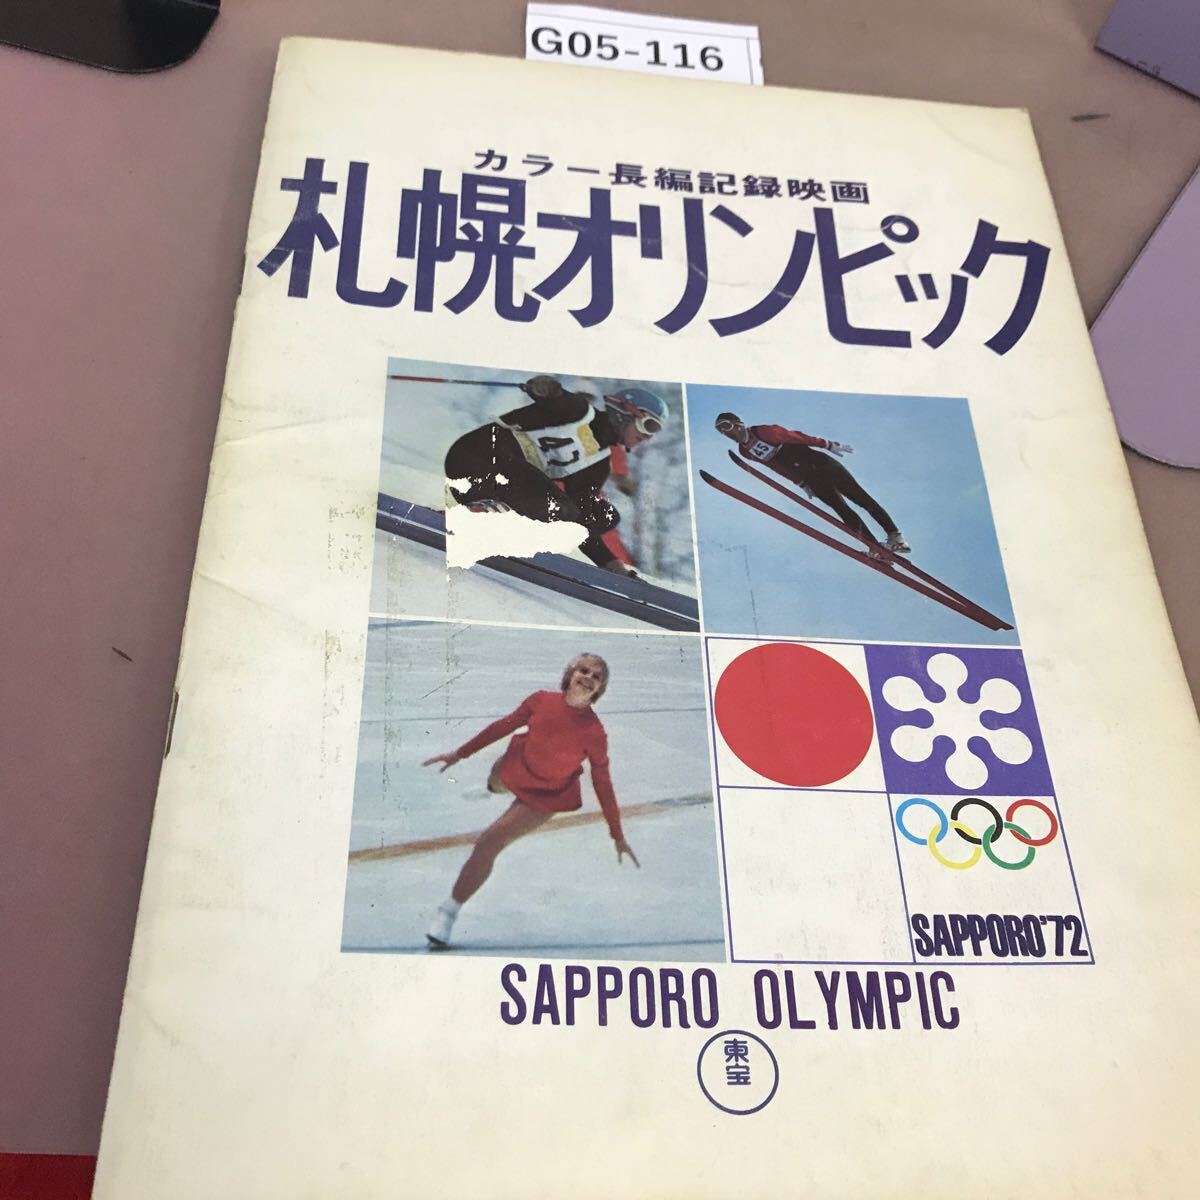 G05-116
カラー長編記録映画
札幌オリンピック
47
45
SAPPORO'72
SAPPORO OLYMPIC
東宝